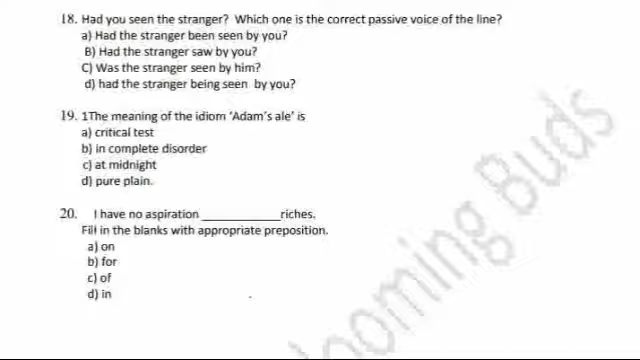 18. Had you seen the stranger? Which one is the correct passive voice of the line?
a) Had the stranger been seen by you?
B) Had the stranger saw by you?
C) Was the stranger seen by him?
d) had the stranger being seen by you?
19. 1The meaning of the idiom ‘Adam’s ale’ is
a) critical test
b) in complete disorder
c) at midnight
d) pure plain.
20. I have no aspiration ____________riches.
Fill in the blanks with appropriate preposition.
a) on
b) for
c) of
d) in
ooming Buds